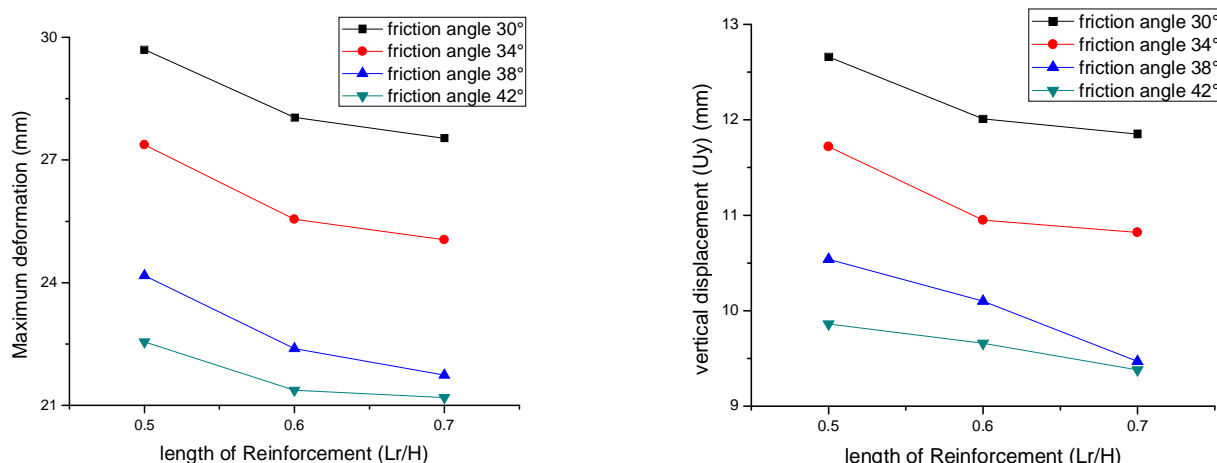 friction angle 30°
friction angle 34°
friction angle 38°
friction angle 42°
30
27
24
21
Maximum deformation (mm)
0.5 0.6 0.7
length of Reinforcement (Lr/H)
friction angle 30°
friction angle 34°
friction angle 38°
friction angle 42°
13
12
11
10
9
vertical displacement (Uy) (mm)
0.5 0.6 0.7
length of Reinforcement (Lr/H)